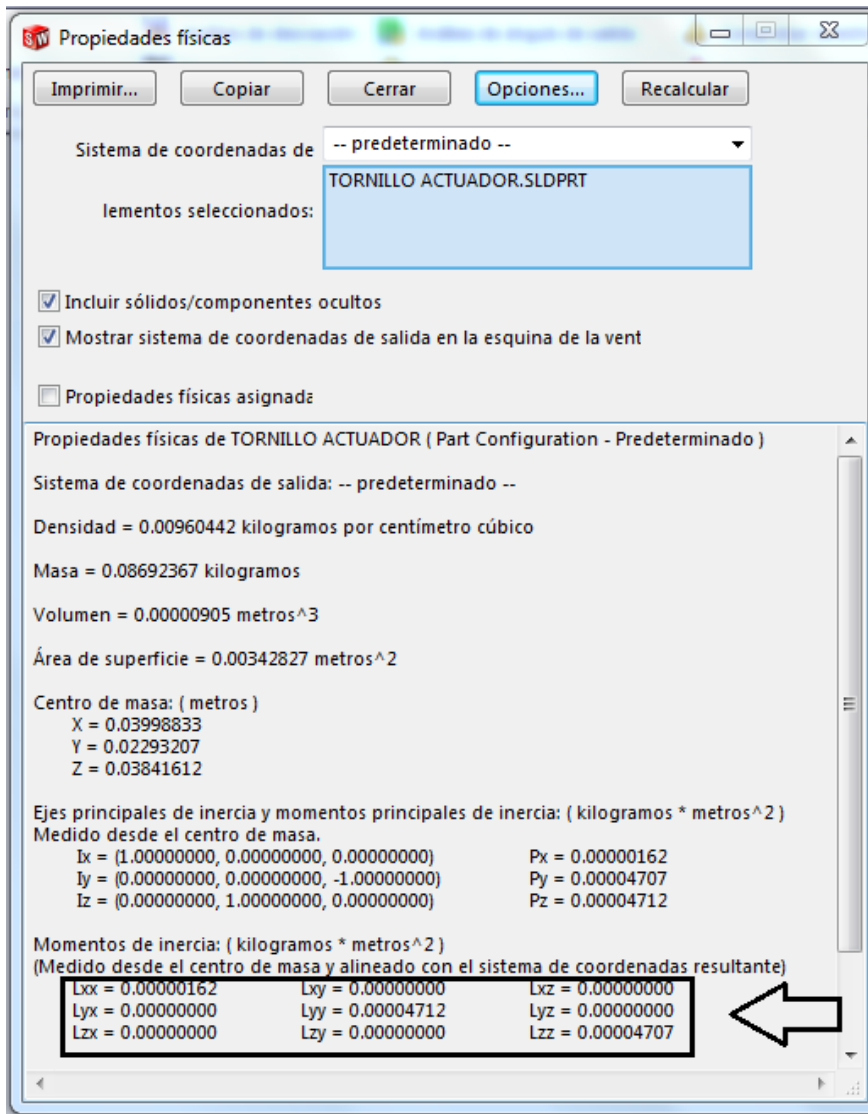 SW Propiedades físicas
Imprimir... Copiar Cerrar Opciones... Recalcular
Sistema de coordenadas de -- predeterminado --
lementos seleccionados: TORNILLO ACTUADOR.SLDPRT
Incluir sólidos/componentes ocultos
Mostrar sistema de coordenadas de salida en la esquina de la vent
Propiedades físicas asignada
Propiedades físicas de TORNILLO ACTUADOR ( Part Configuration - Predeterminado )
Sistema de coordenadas de salida: -- predeterminado --
Densidad = 0.00960442 kilogramos por centímetro cúbico
Masa = 0.08692367 kilogramos
Volumen = 0.00000905 metros^3
Área de superficie = 0.00342827 metros^2
Centro de masa: ( metros )
X = 0.03998833
Y = 0.02293207
Z = 0.03841612
Ejes principales de inercia y momentos principales de inercia: ( kilogramos * metros^2 )
Medido desde el centro de masa.
Ix = (1.00000000, 0.00000000, 0.00000000) Px = 0.00000162
Iy = (0.00000000, 0.00000000, -1.00000000) Py = 0.00004707
Iz = (0.00000000, 1.00000000, 0.00000000) Pz = 0.00004712
Momentos de inercia: ( kilogramos * metros^2 )
(Medido desde el centro de masa y alineado con el sistema de coordenadas resultante)
Lxx = 0.00000162 Lxy = 0.00000000 Lxz = 0.00000000
Lyx = 0.00000000 Lyy = 0.00004712 Lyz = 0.00000000
Lzx = 0.00000000 Lzy = 0.00000000 Lzz = 0.00004707